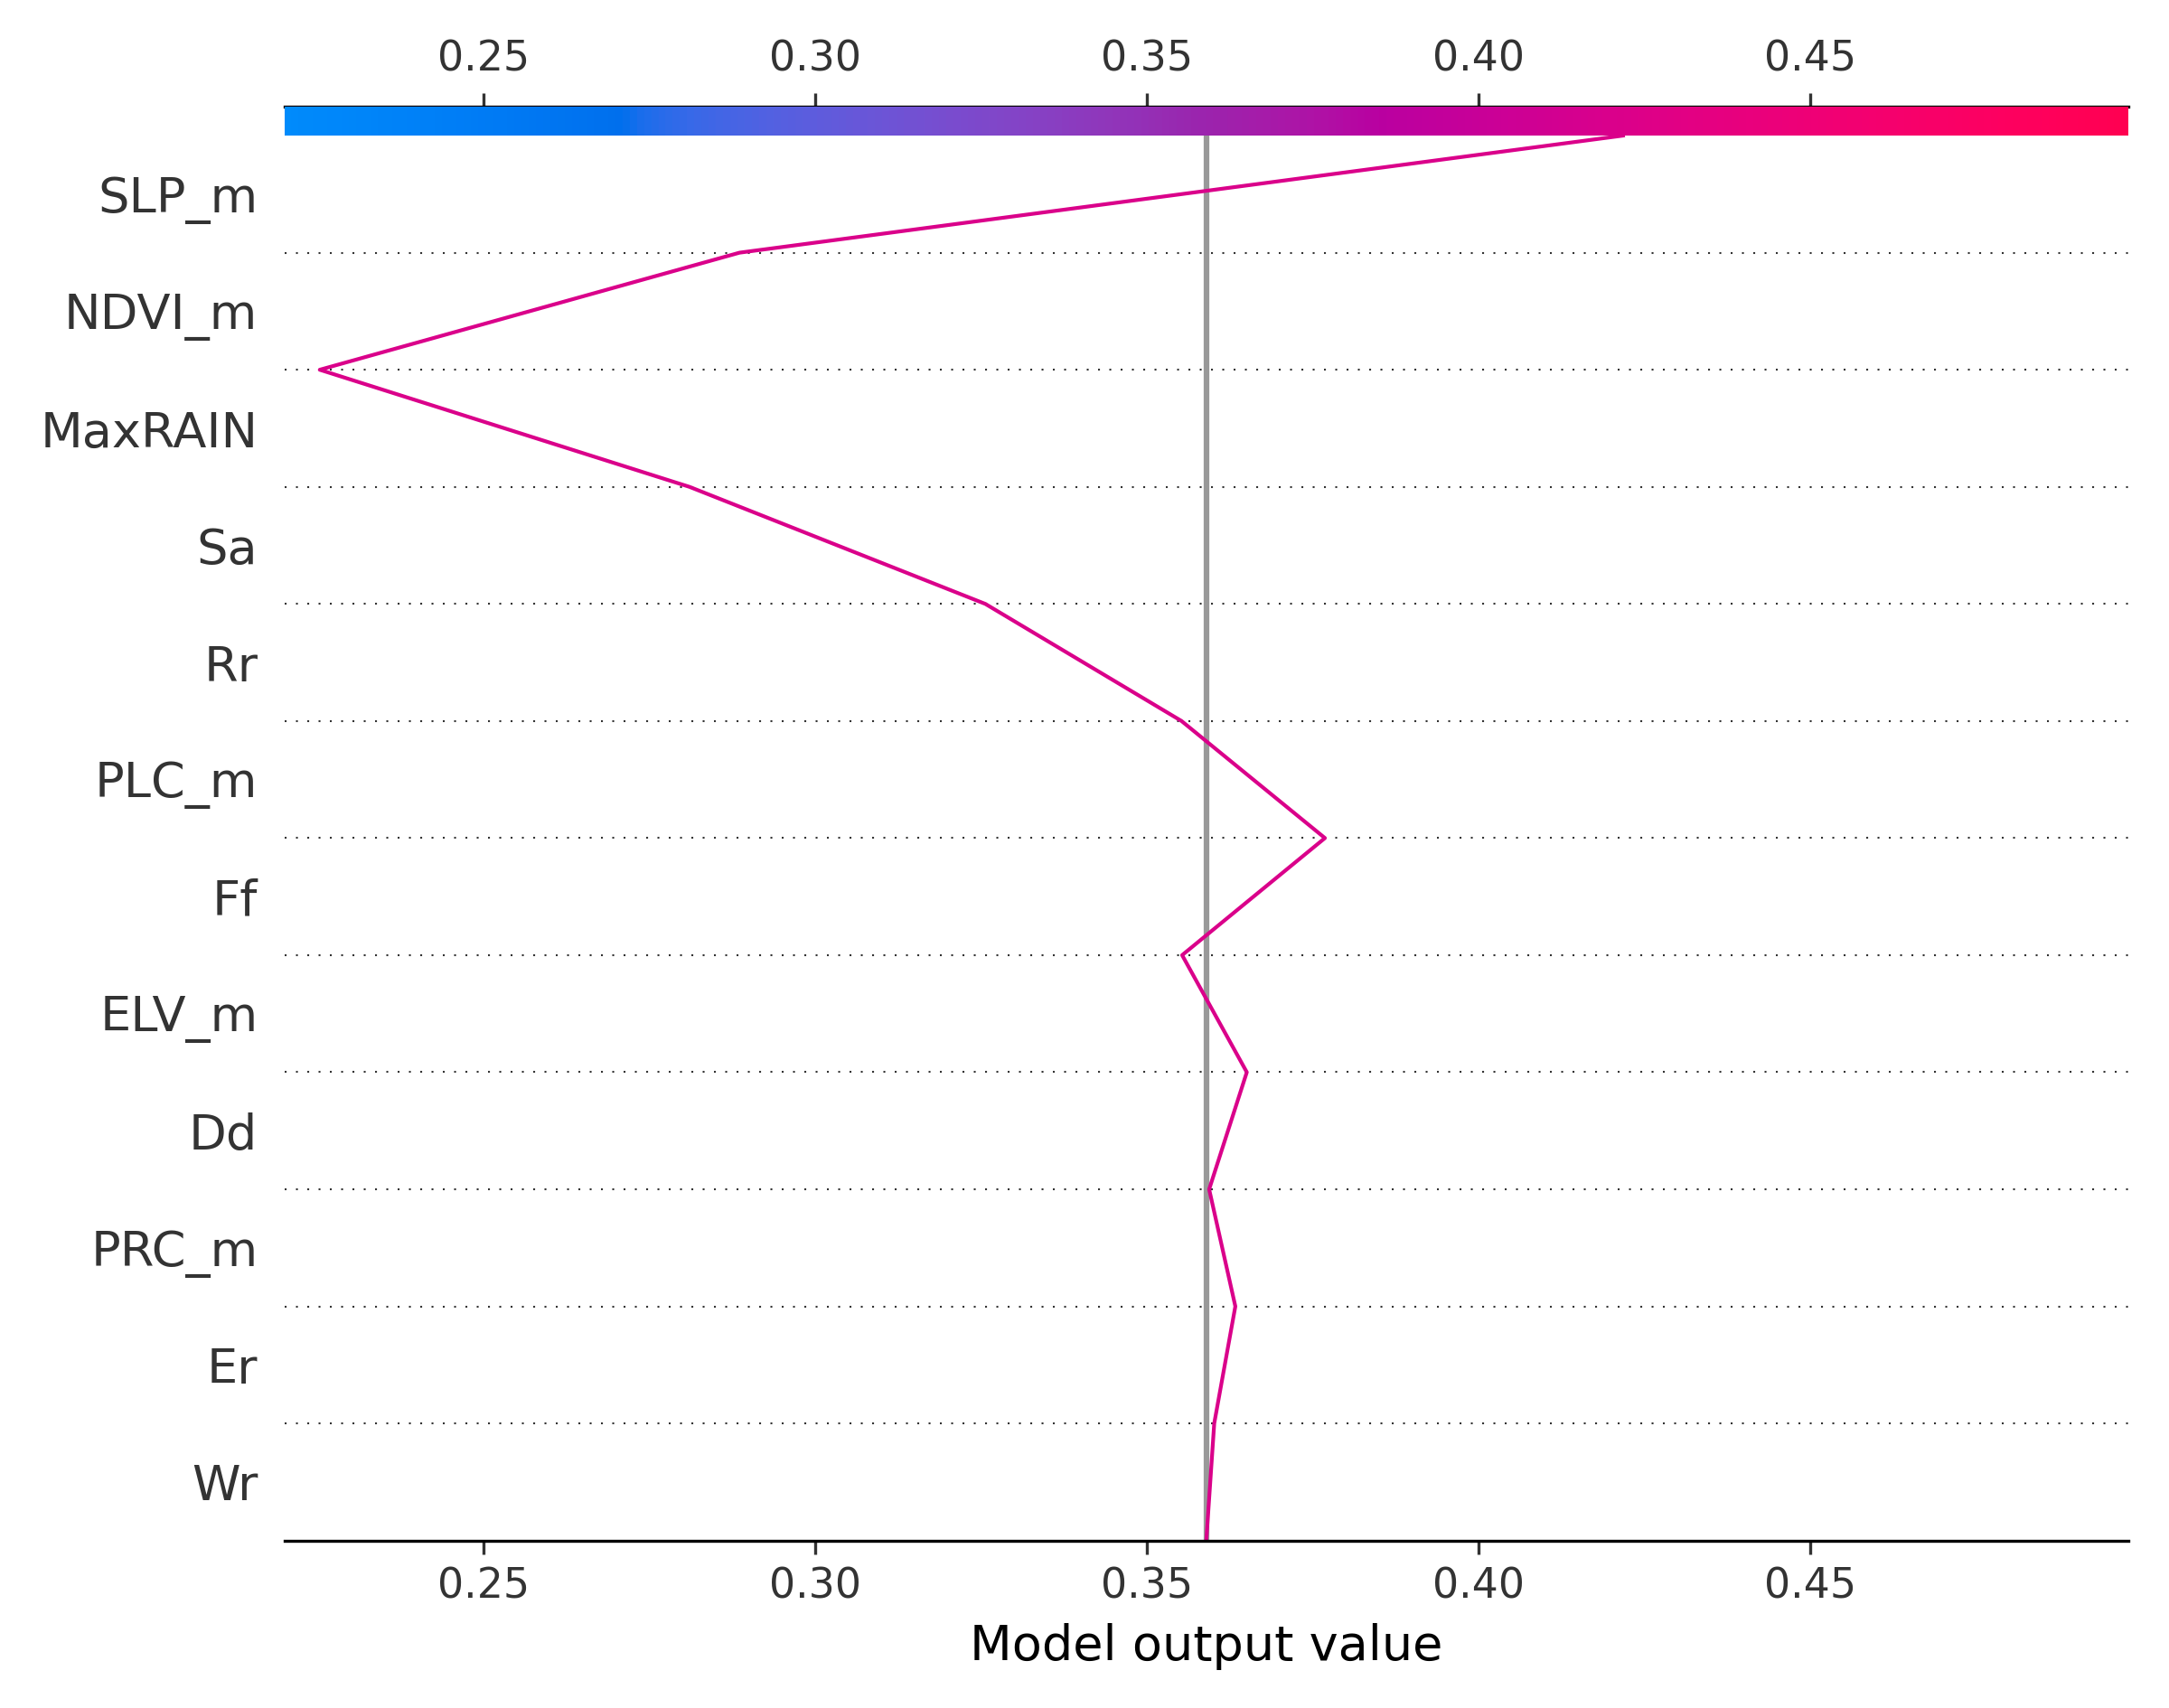 0.25 0.30 0.35 0.40 0.45
SLP_m
NDVI_m
MaxRAIN
Sa
Rr
PLC_m
Ff
ELV_m
Dd
PRC_m
Er
Wr
0.25 0.30 0.35 0.40 0.45
Model output value